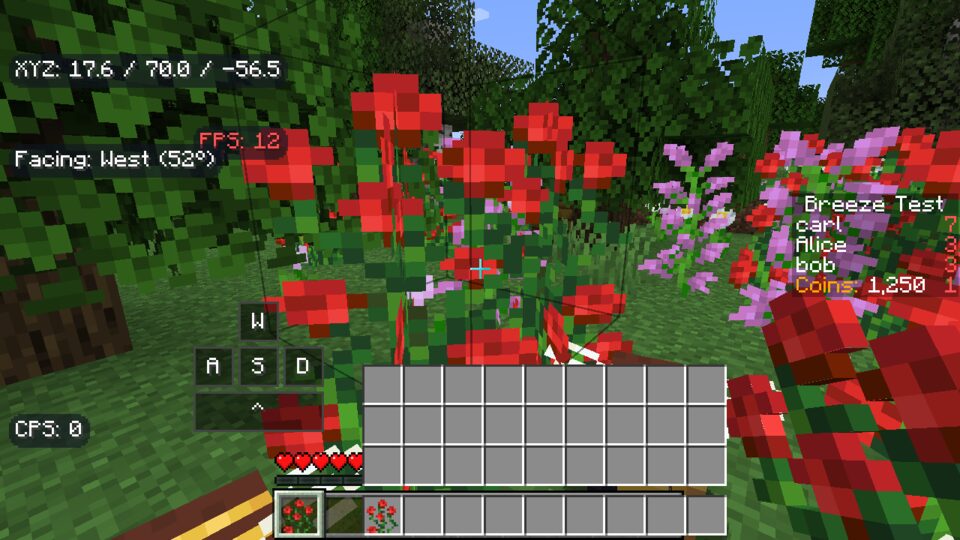 XYZ: 17.6 / 70.0 / -56.5
FPS: 12
Facing: West (52º)
Breeze Test
carl 7
Alice 3
bob 3
Coins: 1,250 1
W
A S D
^
CPS: 0